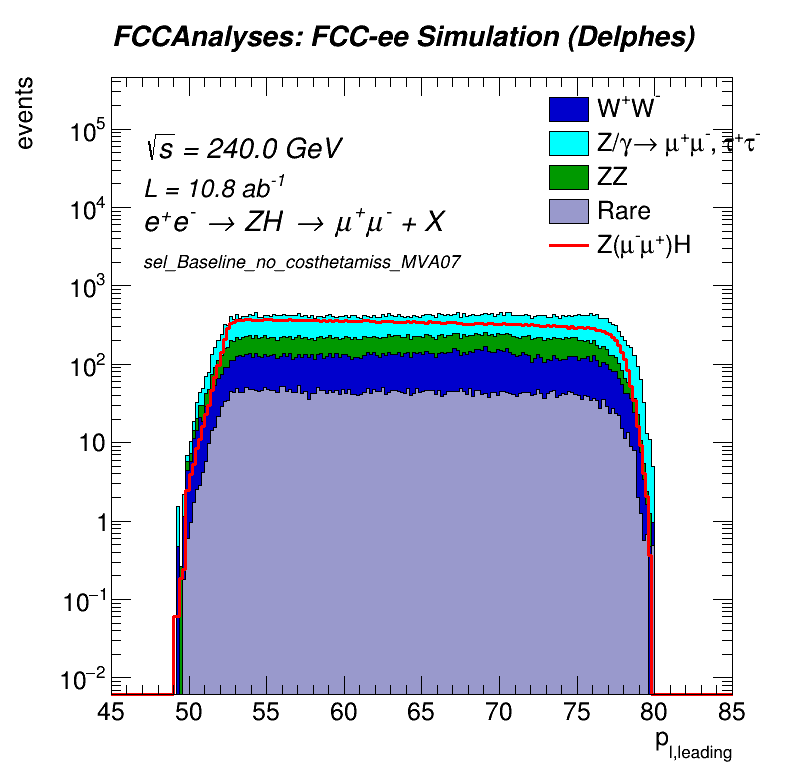 FCCAnalyses: FCC-ee Simulation (Delphes)
events
√s = 240.0 GeV
L = 10.8 ab⁻¹
e⁺e⁻ → ZH → μ⁺μ⁻ + X
sel_Baseline_no_costhetamiss_MVA07
W⁺W⁻
Z/γ→ μ⁺μ⁻, τ⁺τ⁻
ZZ
Rare
Z(μ⁻μ⁺)H
10⁵
10⁴
10³
10²
10
1
10⁻¹
10⁻²
45 50 55 60 65 70 75 80 85
p_l,leading